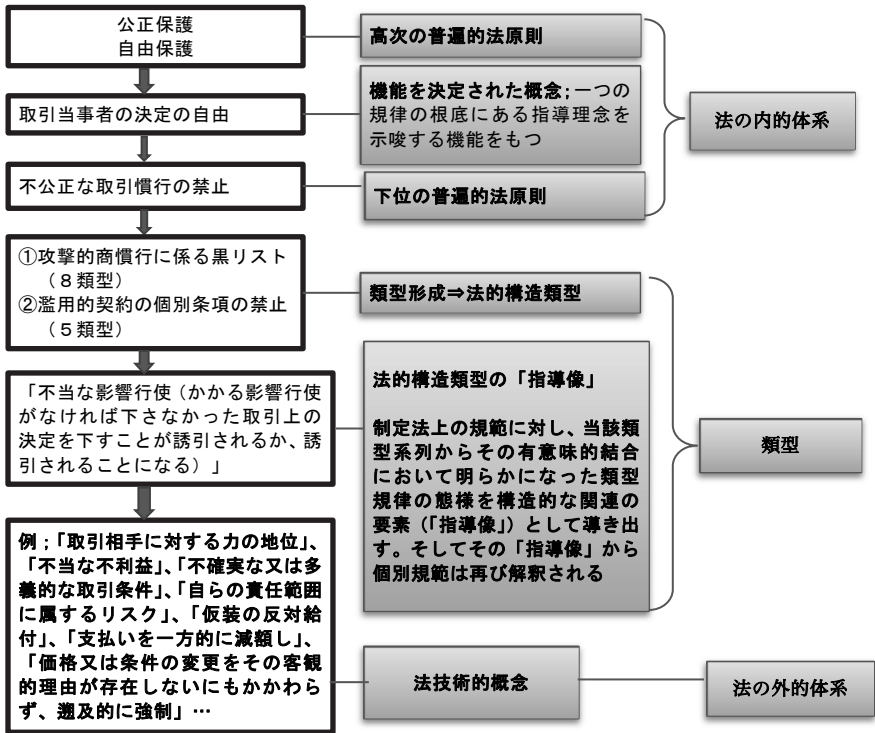 公正保護
自由保護
高次の普遍的法原則
取引当事者の決定の自由
機能を決定された概念;一つの
規律の根底にある指導理念を
示唆する機能をもつ
法の内的体系
不公正な取引慣行の禁止
下位の普遍的法原則
①攻撃的商慣行に係る黒リスト
(8類型)
②濫用的契約の個別条項の禁止
(5類型)
類型形成⇒法的構造類型
「不当な影響行使(かかる影響行使
がなければ下さなかった取引上の
決定を下すことが誘引されるか、誘
引されることになる)」
法的構造類型の「指導像」
制定法上の規範に対し、当該類
型系列からその有意味的結合
において明らかになった類型
規律の態様を構造的な関連の
要素(「指導像」)として導き出
す。そしてその「指導像」から
個別規範は再び解釈される
類型
例;「取引相手に対する力の地位」、
「不当な不利益」、「不確実な又は多
義的な取引条件」、「自らの責任範囲
に属するリスク」、「仮装の反対給
付」、「支払いを一方的に減額し」、
「価格又は条件の変更をその客観
的理由が存在しないにもかかわら
ず、遡及的に強制」…
法技術的概念
法の外的体系